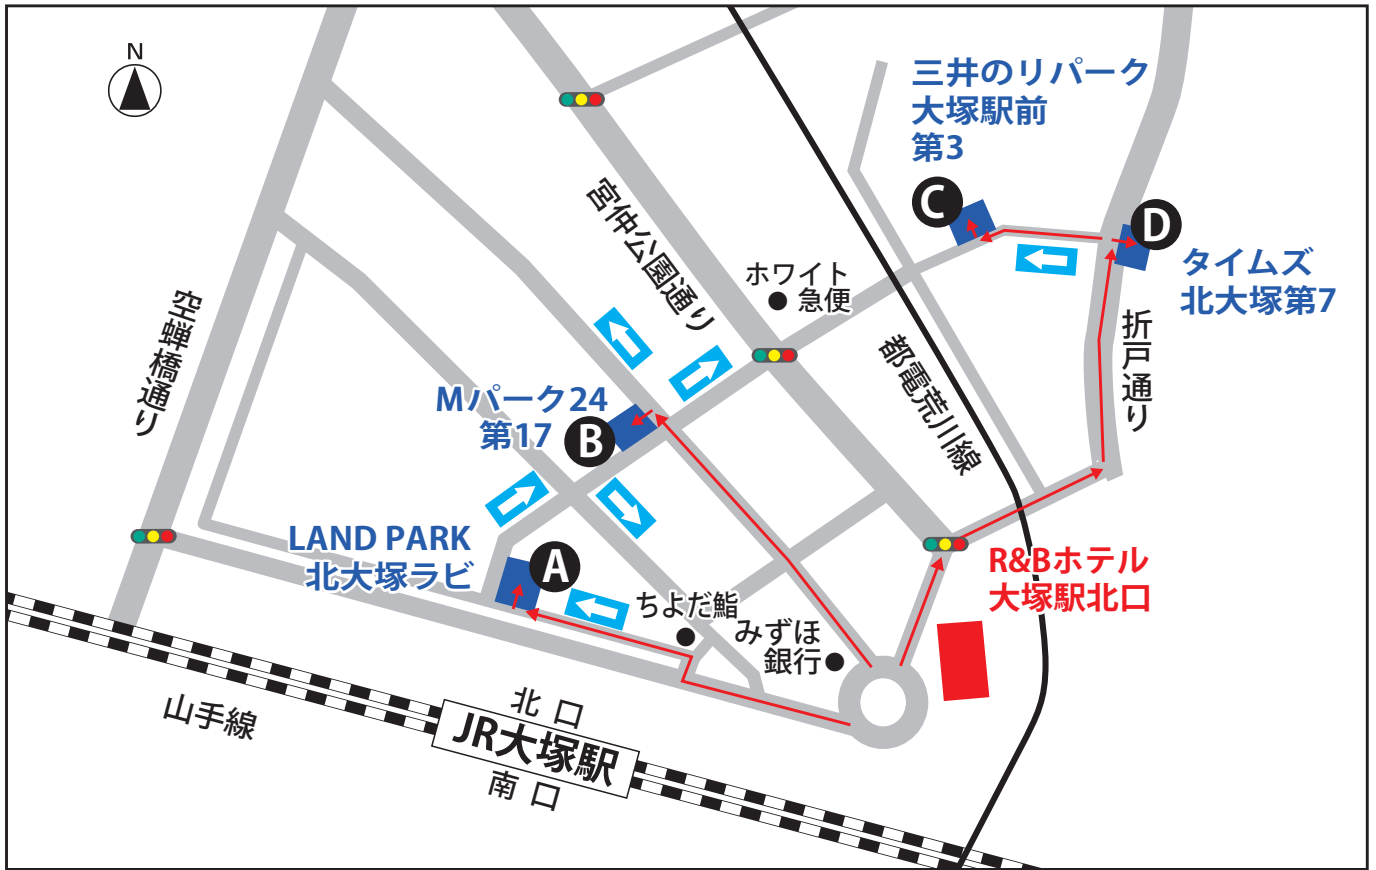 N
三井のリパーク
大塚駅前
第3
C
D
タイムズ
北大塚第7
宮仲公園通り
ホワイト
急便
空蝉橋通り
都電荒川線
折戸通り
Mパーク24
第17
B
LAND PARK
北大塚ラビ
A
R&Bホテル
大塚駅北口
ちよだ鮨
みずほ
銀行
山手線
北口
JR大塚駅
南口